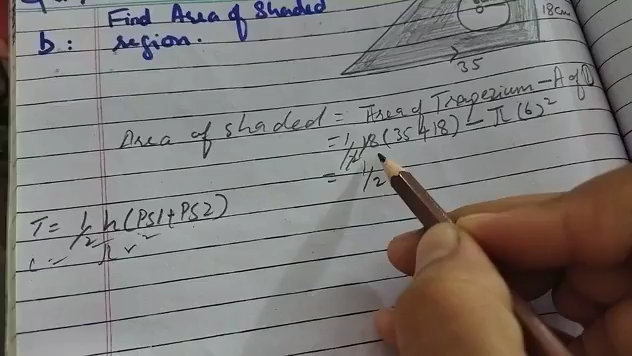 Find Area of Shaded
b: region.
18cm
35
Area of shaded = Area of Trapezium - A of
= 1/2 18(35+18) - π(6)²
= 1/2
T = 1/2 h(PS1+PS2)